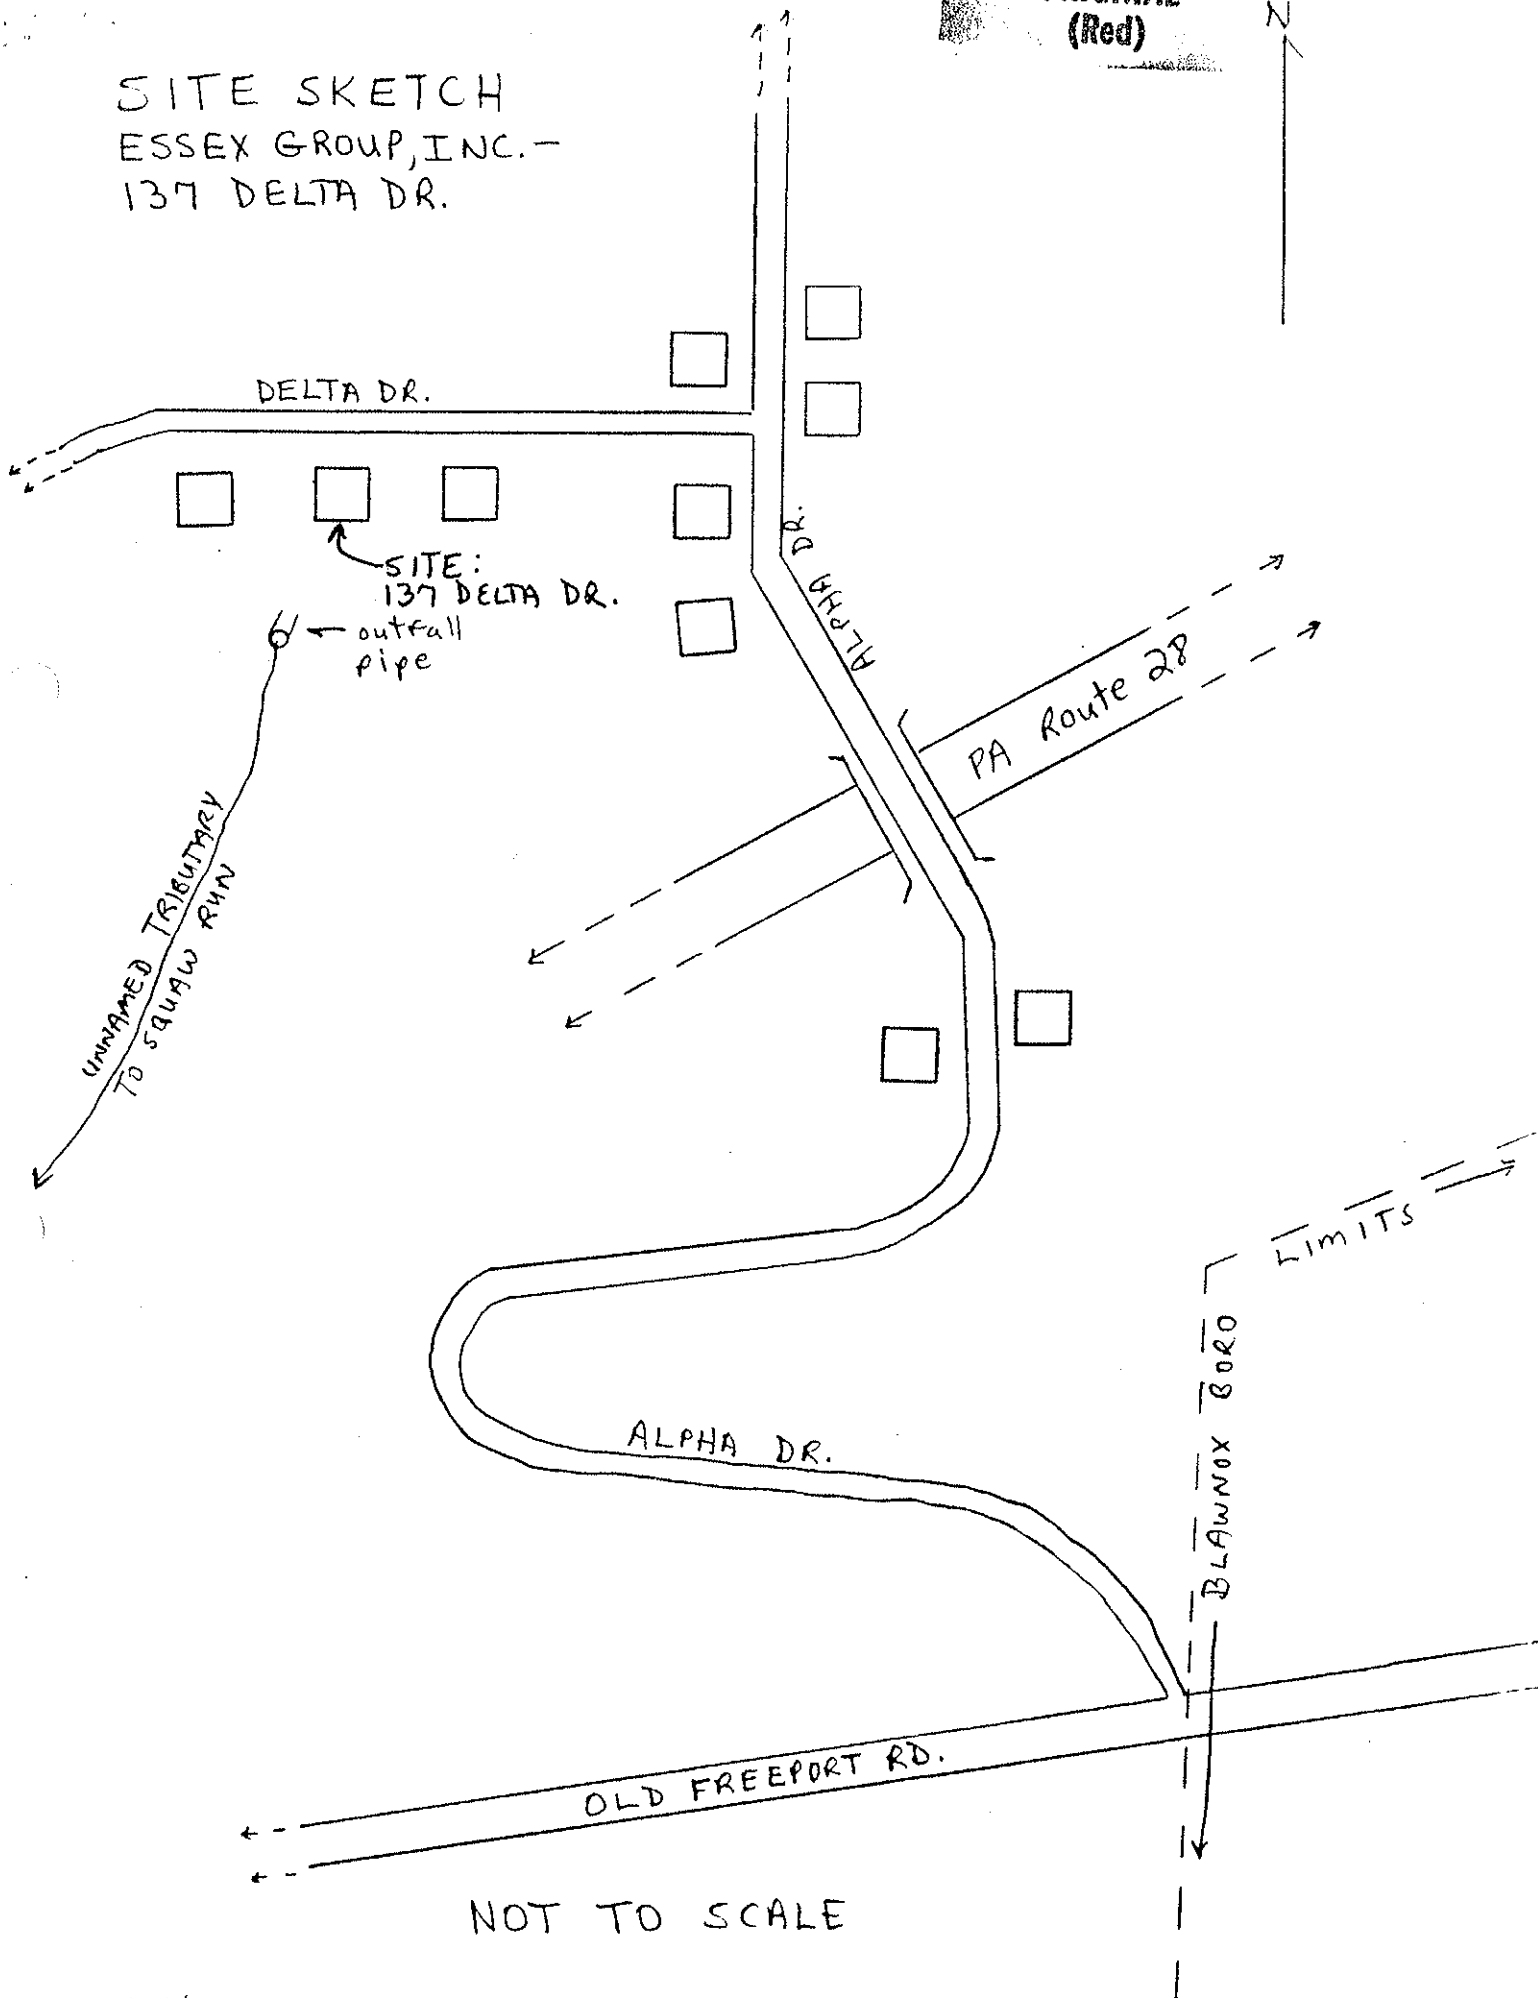 (Red)
N
SITE SKETCH
ESSEX GROUP, INC. -
137 DELTA DR.
DELTA DR.
SITE:
137 DELTA DR.
outfall
pipe
ALPHA DR.
PA Route 28
UNNAMED TRIBUTARY
TO SQUAW RUN
LIMITS
BLAWNOX BORO
ALPHA DR.
OLD FREEPORT RD.
NOT TO SCALE